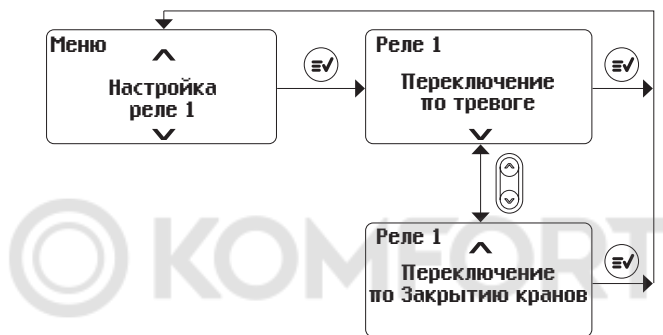 Меню
Настройка
реле 1
Реле 1
Переключение
по тревоге
Реле 1
Переключение
по Закрытию кранов
KOMFORT